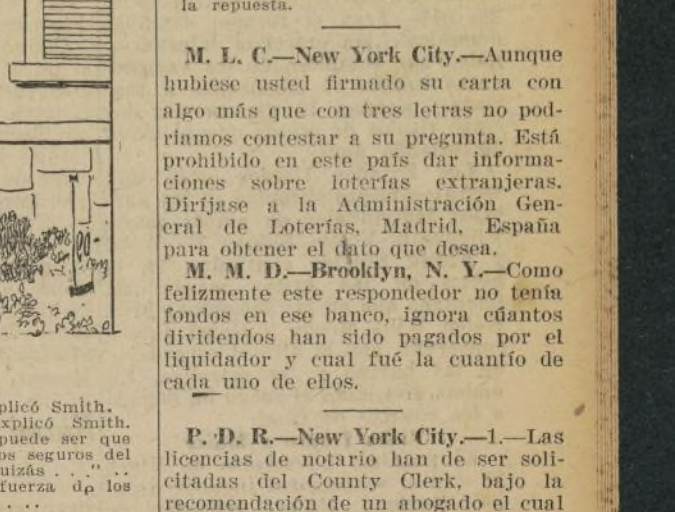 la repuesta.
M. L. C.—New York City.—Aunque
hubiese usted firmado su carta con
algo más que con tres letras no pod-
riamos contestar a su pregunta. Está
prohibido en este país dar informa-
ciones sobre loterías extranjeras.
Diríjase a la Administración Gen-
eral de Loterías, Madrid, España
para obtener el dato que desea.
M. M. D.—Brooklyn, N. Y.—Como
felizmente este respondedor no tenía
fondos en ese banco, ignora cúantos
dividendos han sido pagados por el
liquidador y cual fué la cuantío de
cada uno de ellos.
P. D. R.—New York City.—1.—Las
licencias de notario han de ser soli-
citadas del County Clerk, bajo la
recomendación de un abogado el cual
plicó Smith.
xplicó Smith.
puede ser que
os seguros del
uizás . . ." ..
fuerza de los
. . ..